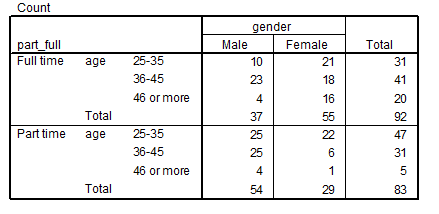 Count
gender
part_full Male Female Total
Full time age 25-35 10 21 31
36-45 23 18 41
46 or more 4 16 20
Total 37 55 92
Part time age 25-35 25 22 47
36-45 25 6 31
46 or more 4 1 5
Total 54 29 83